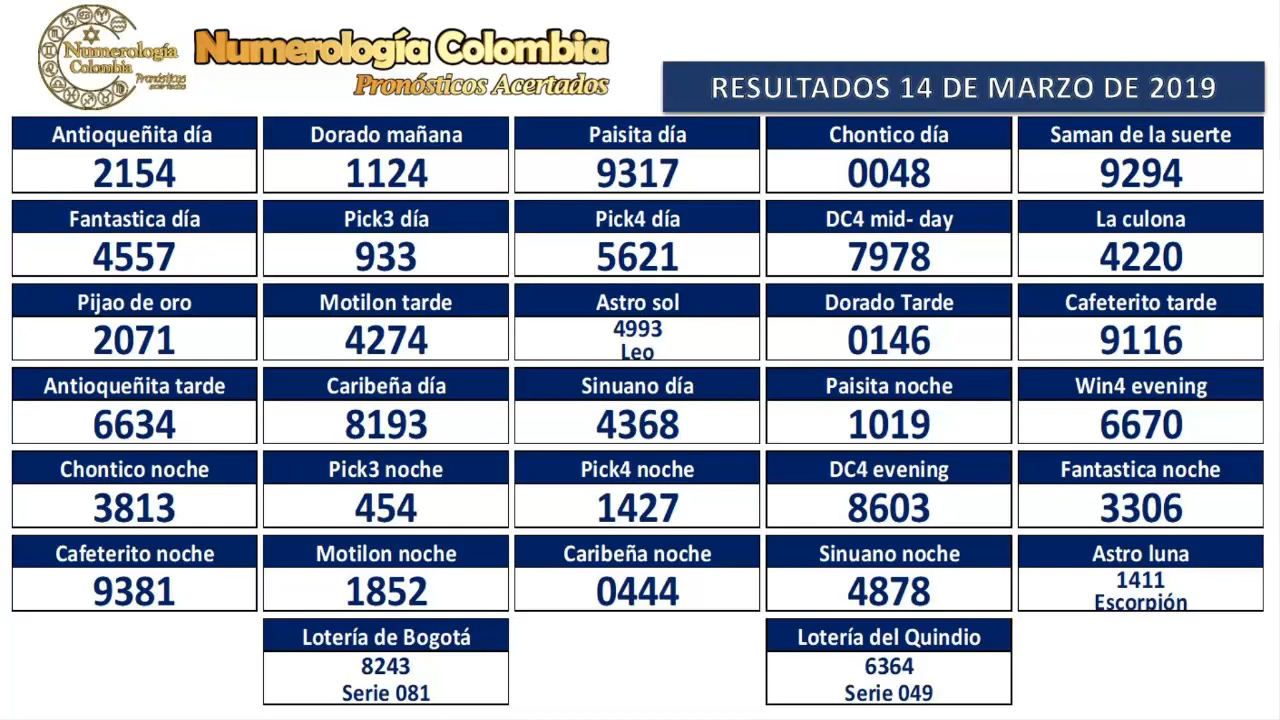 Numerología
Colombia
Pronósticos
acertados
Numerología Colombia
Pronósticos Acertados
RESULTADOS 14 DE MARZO DE 2019
Antioqueñita día Dorado mañana Paisita día Chontico día Saman de la suerte
2154 1124 9317 0048 9294
Fantastica día Pick3 día Pick4 día DC4 mid- day La culona
4557 933 5621 7978 4220
Pijao de oro Motilon tarde Astro sol Dorado Tarde Cafeterito tarde
2071 4274 4993 0146 9116
Leo
Antioqueñita tarde Caribeña día Sinuano día Paisita noche Win4 evening
6634 8193 4368 1019 6670
Chontico noche Pick3 noche Pick4 noche DC4 evening Fantastica noche
3813 454 1427 8603 3306
Cafeterito noche Motilon noche Caribeña noche Sinuano noche Astro luna
9381 1852 0444 4878 1411
Escorpión
Lotería de Bogotá Lotería del Quindio
8243 6364
Serie 081 Serie 049